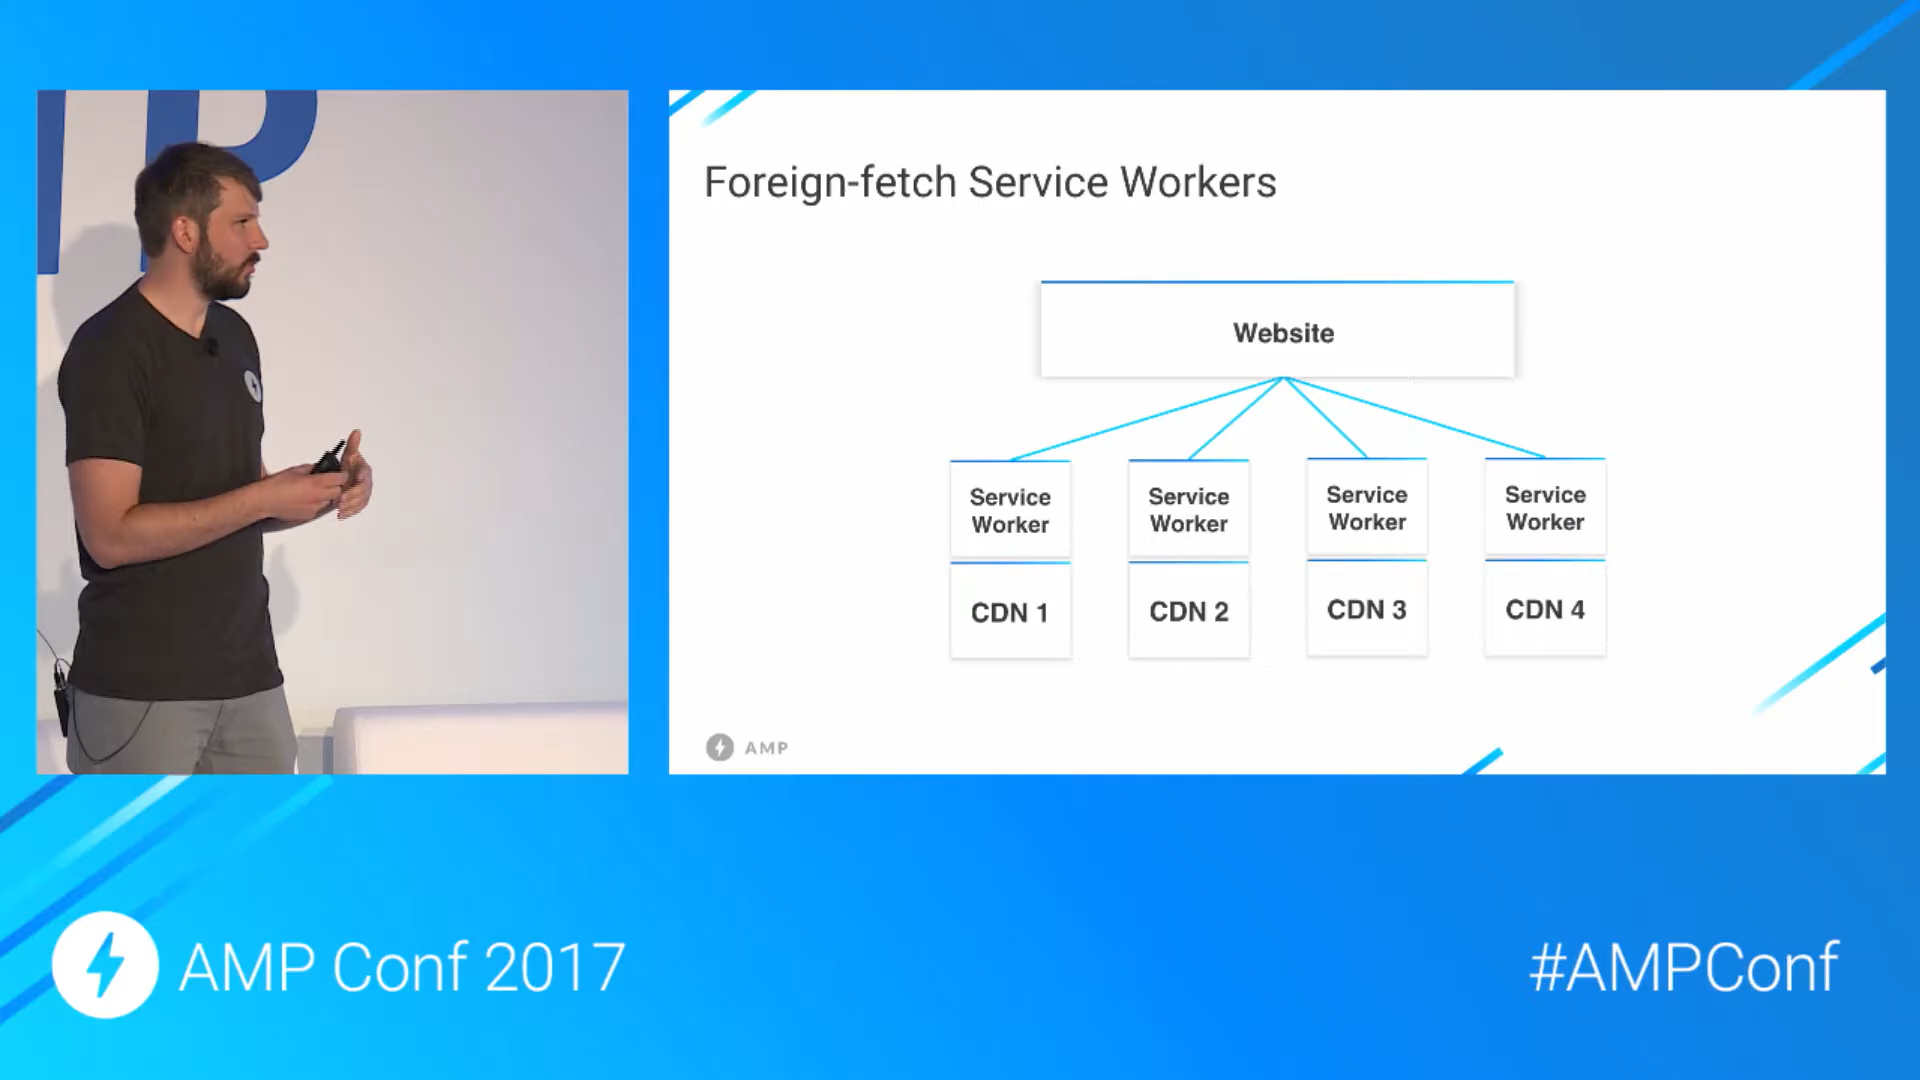 Foreign-fetch Service Workers
Website
Service
Worker
Service
Worker
Service
Worker
Service
Worker
CDN 1
CDN 2
CDN 3
CDN 4
AMP
AMP Conf 2017
#AMPConf